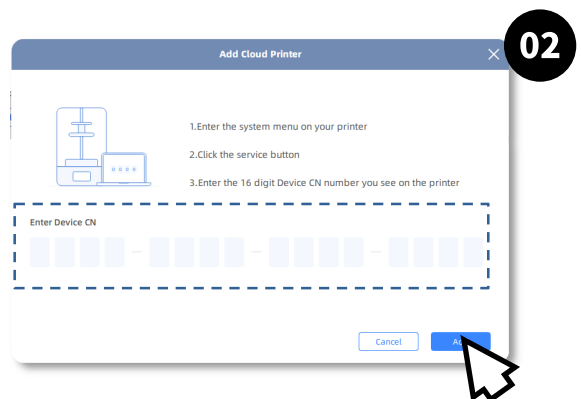 02
Add Cloud Printer
1.Enter the system menu on your printer
2.Click the service button
3.Enter the 16 digit Device CN number you see on the printer
Enter Device CN
Cancel